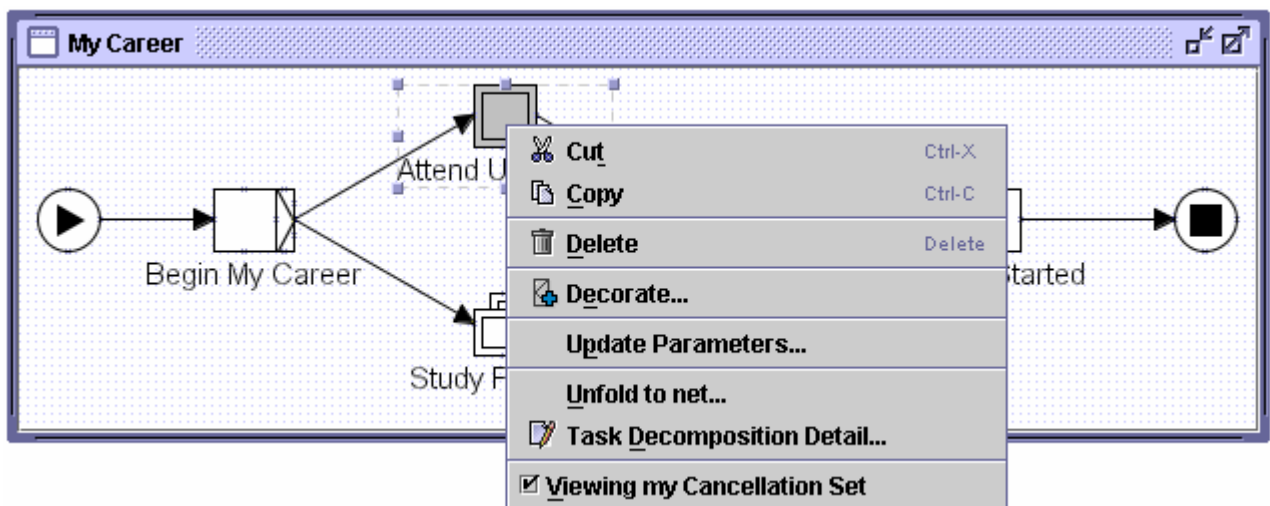 My Career
Attend U
Begin My Career
Study F
Started
Cut Ctrl-X
Copy Ctrl-C
Delete Delete
Decorate...
Update Parameters...
Unfold to net...
Task Decomposition Detail...
Viewing my Cancellation Set